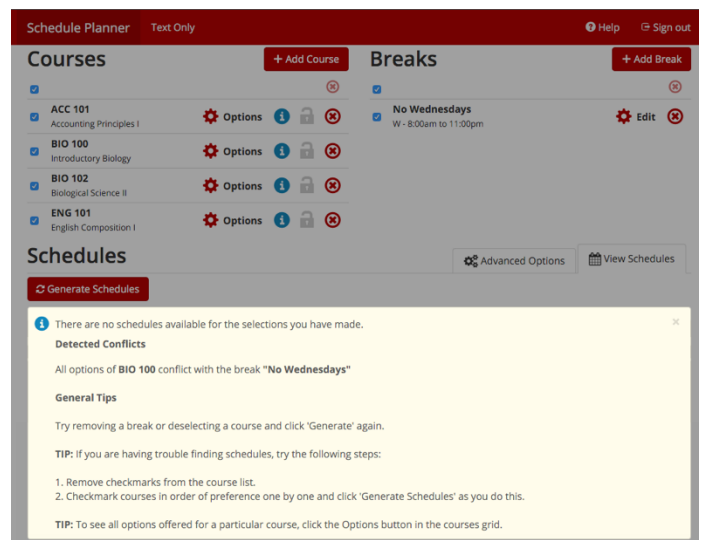 Schedule Planner Text Only Help Sign out
Courses + Add Course Breaks + Add Break
ACC 101
Accounting Principles I
Options
No Wednesdays
W - 8:00am to 11:00pm
Edit
BIO 100
Introductory Biology
Options
BIO 102
Biological Science II
Options
ENG 101
English Composition I
Options
Schedules Advanced Options View Schedules
Generate Schedules
There are no schedules available for the selections you have made.
Detected Conflicts
All options of BIO 100 conflict with the break "No Wednesdays"
General Tips
Try removing a break or deselecting a course and click 'Generate' again.
TIP: If you are having trouble finding schedules, try the following steps:
1. Remove checkmarks from the course list.
2. Checkmark courses in order of preference one by one and click 'Generate Schedules' as you do this.
TIP: To see all options offered for a particular course, click the Options button in the courses grid.